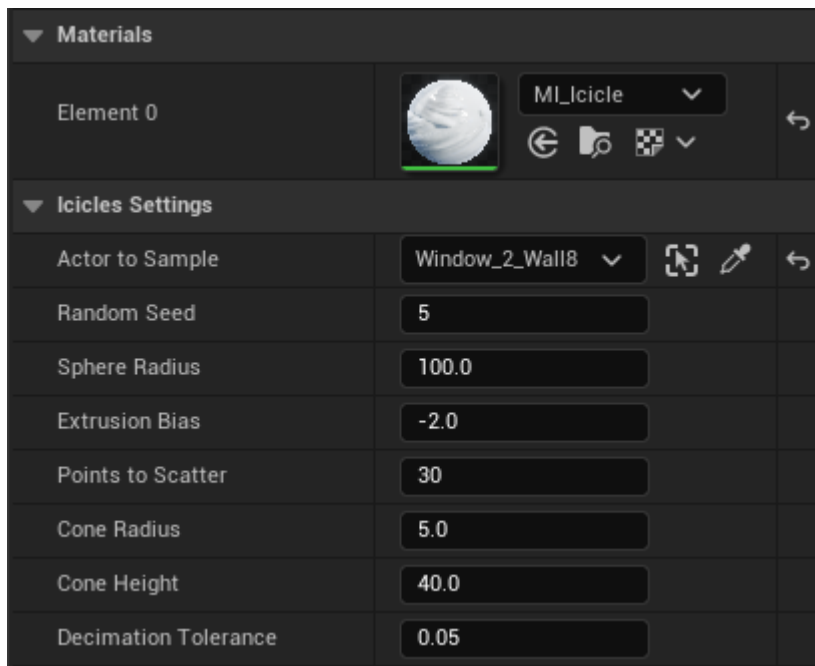 Materials
Element 0
MI_Icicle
Icicles Settings
Actor to Sample Window_2_Wall8
Random Seed 5
Sphere Radius 100.0
Extrusion Bias -2.0
Points to Scatter 30
Cone Radius 5.0
Cone Height 40.0
Decimation Tolerance 0.05